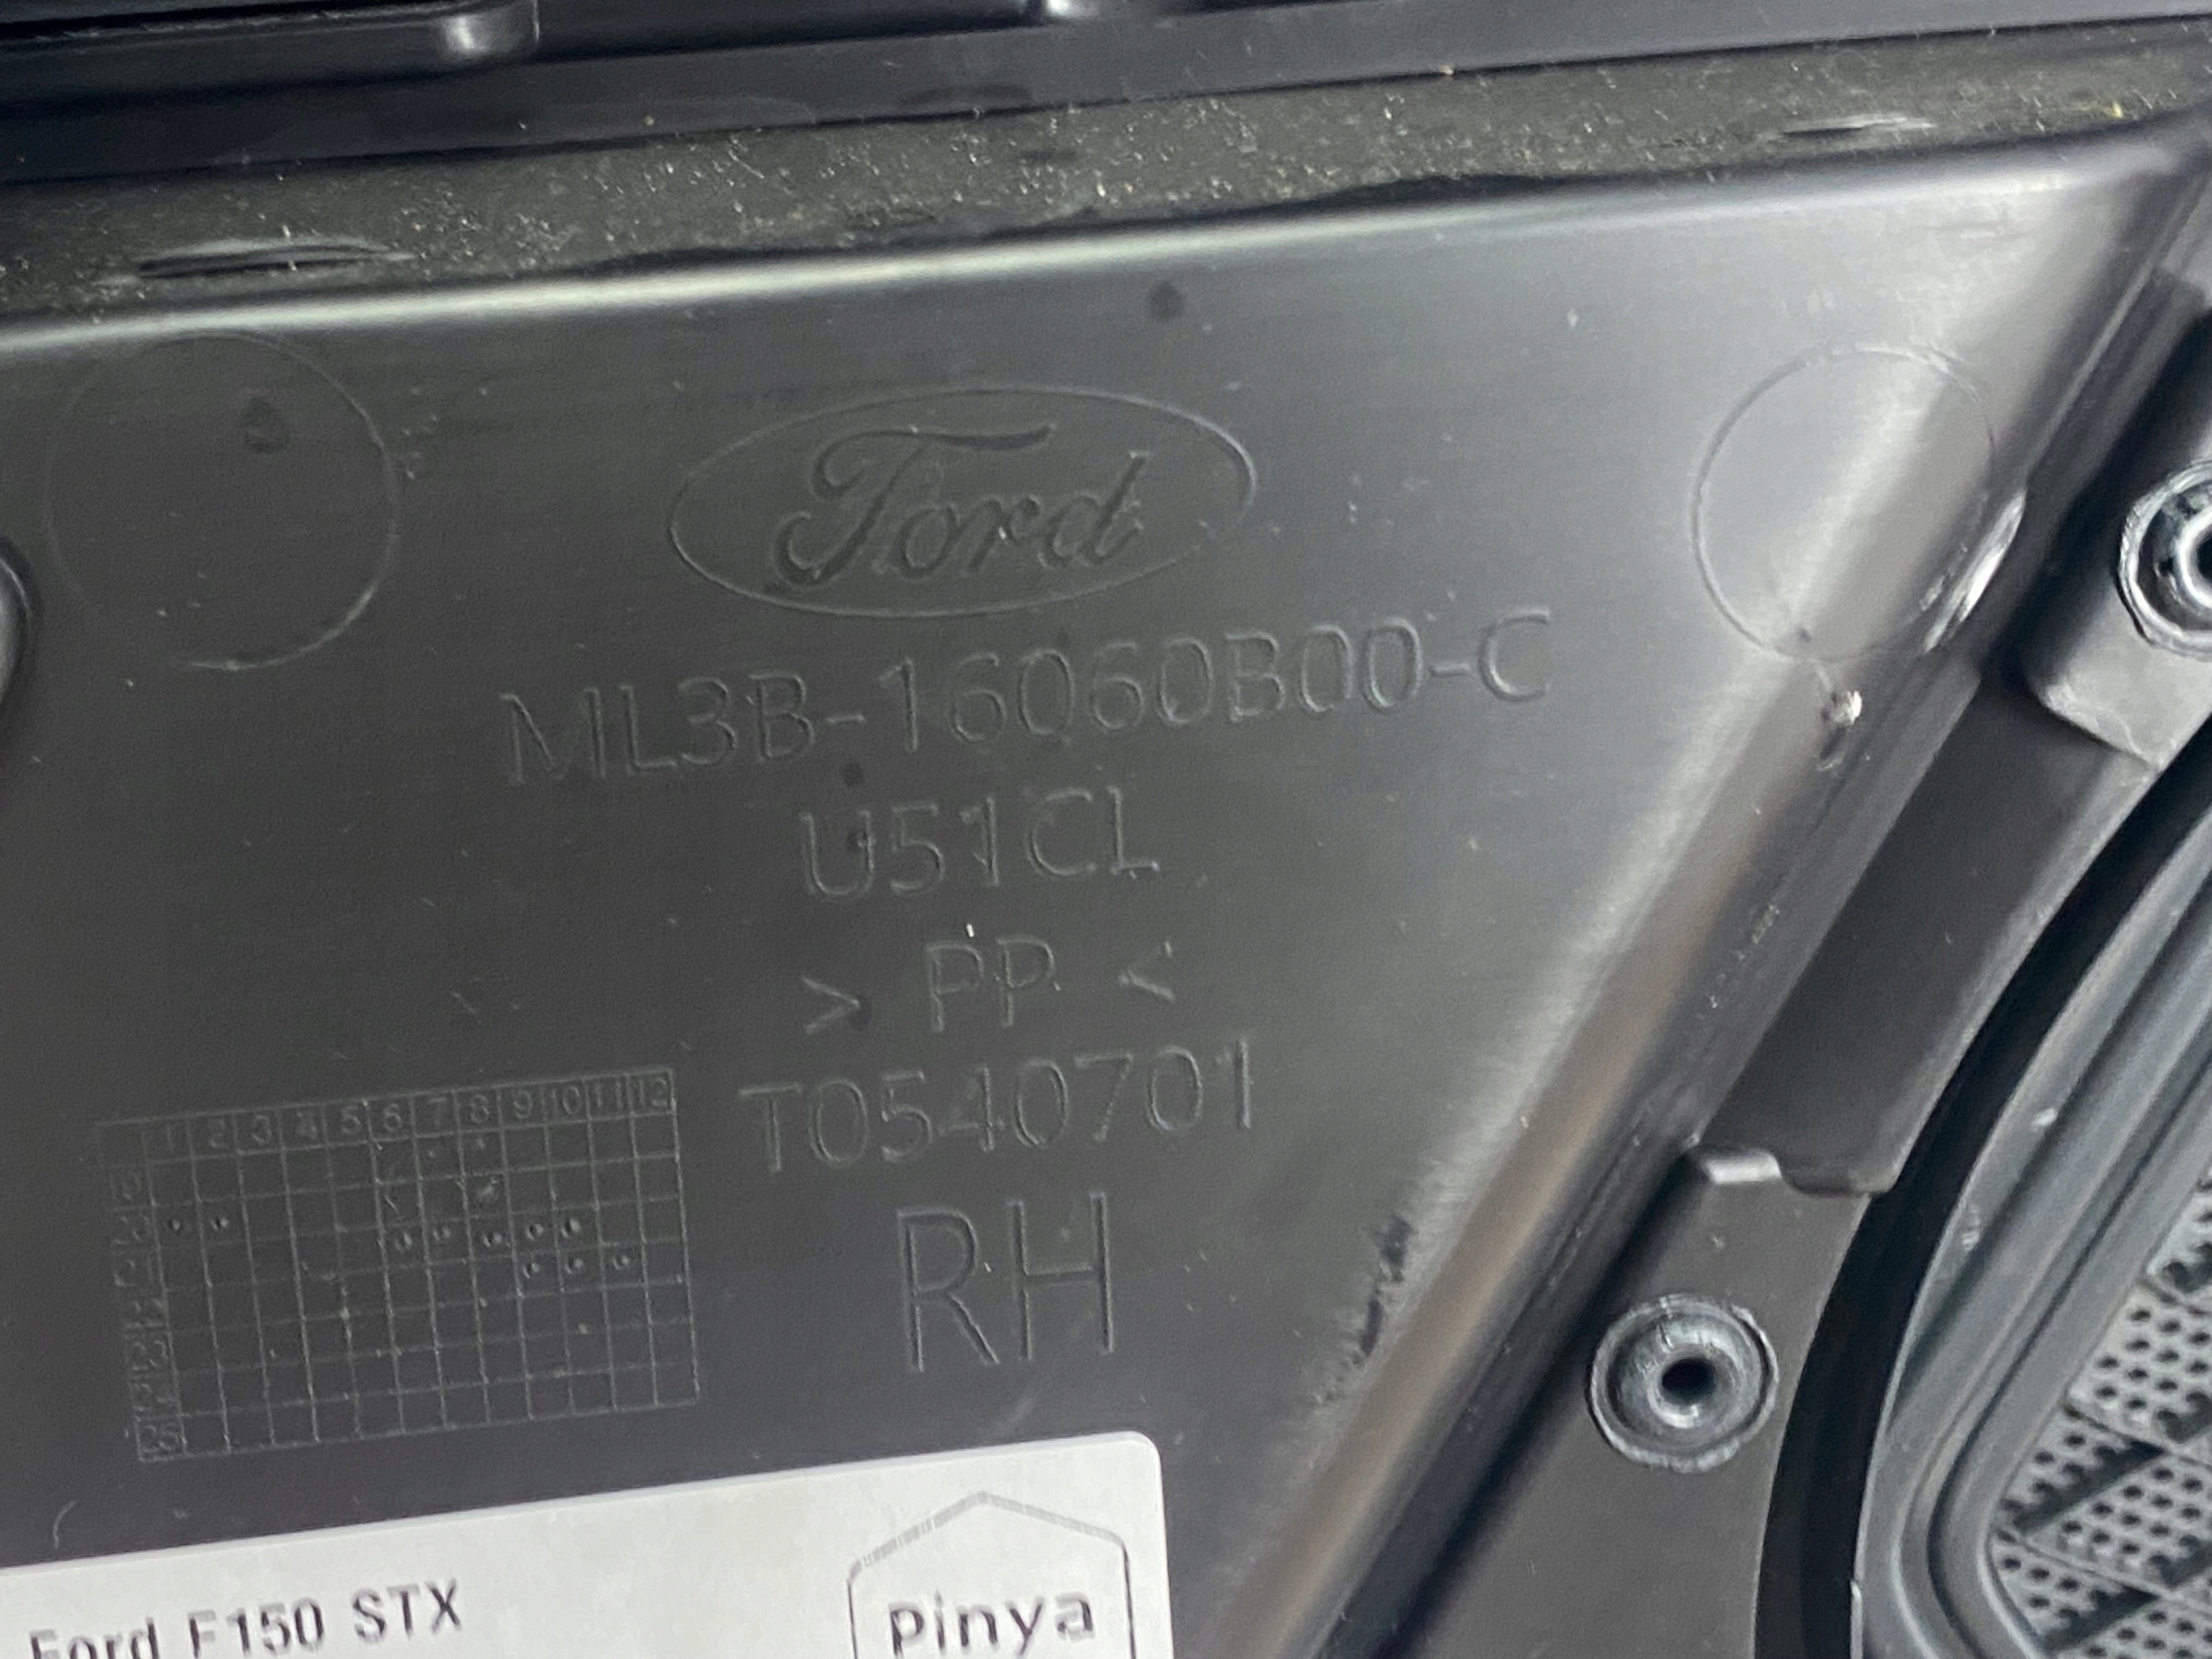 Ford
ML3B-16060B00-C
U51CL
> PP <
T0540701
1 2 3 4 5 6 7 8 9 10 11 12
RH
Ford F150 STX
Pinya